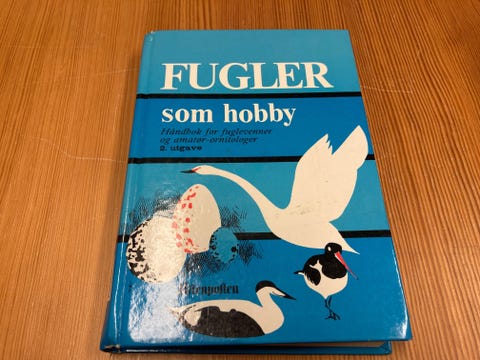 FUGLER
som hobby
Håndbok for fuglevenner
og amatør-ornitologer
2. utgave